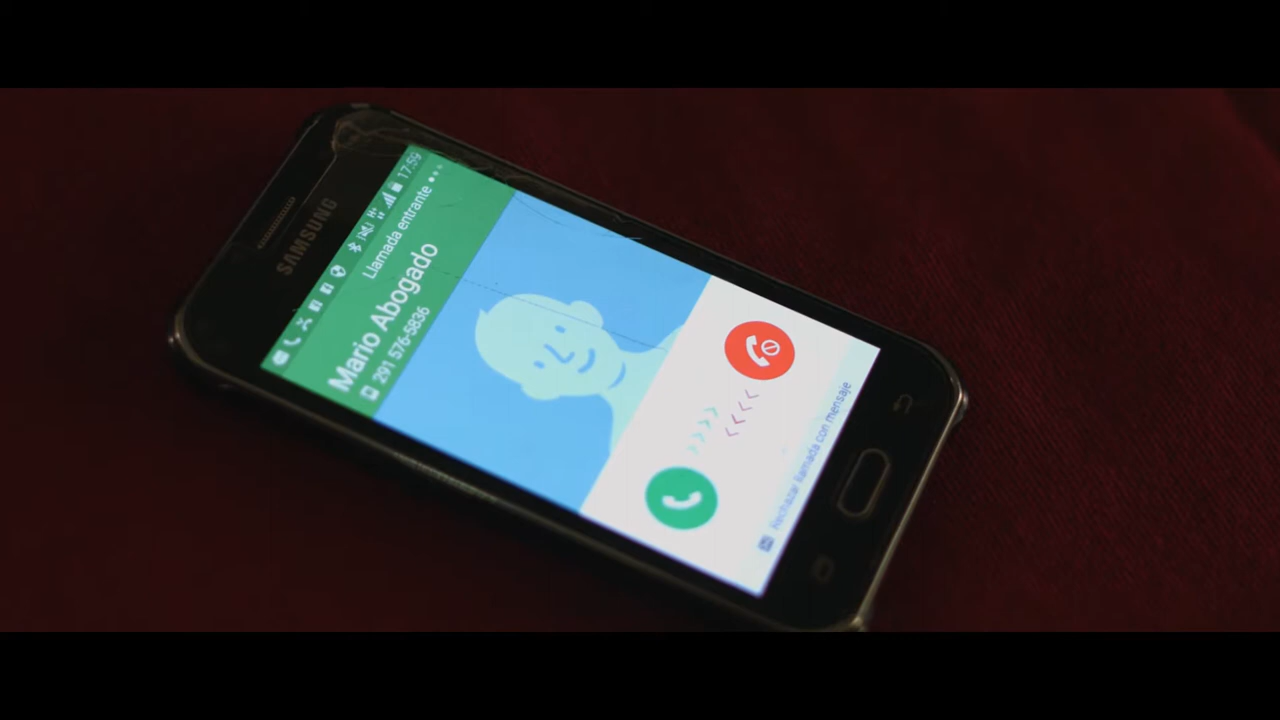 SAMSUNG
H+ 17:59
Llamada entrante
Mario Abogado
291 576-5836
Rechazar llamada con mensaje